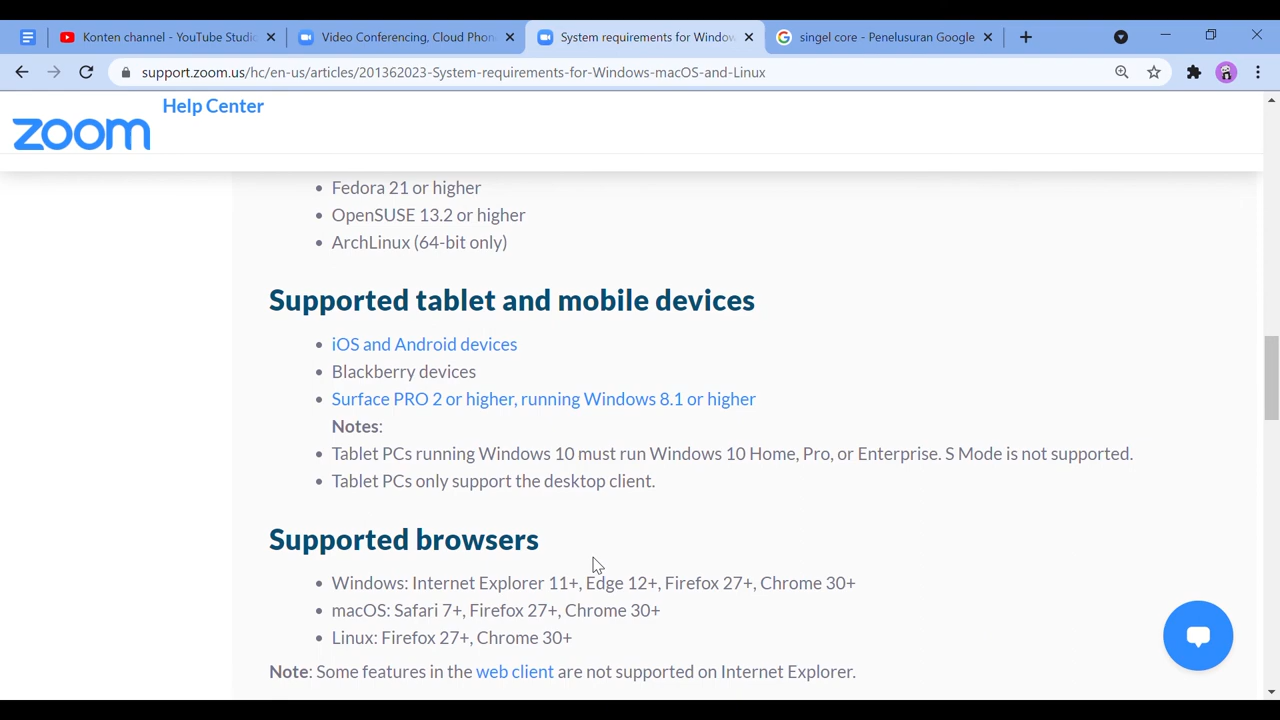 Konten channel - YouTube Studio
Video Conferencing, Cloud Phon
System requirements for Window
singel core - Penelusuran Google
support.zoom.us/hc/en-us/articles/201362023-System-requirements-for-Windows-macOS-and-Linux
Help Center
zoom
• Fedora 21 or higher
• OpenSUSE 13.2 or higher
• ArchLinux (64-bit only)
Supported tablet and mobile devices
• iOS and Android devices
• Blackberry devices
• Surface PRO 2 or higher, running Windows 8.1 or higher
Notes:
• Tablet PCs running Windows 10 must run Windows 10 Home, Pro, or Enterprise. S Mode is not supported.
• Tablet PCs only support the desktop client.
Supported browsers
• Windows: Internet Explorer 11+, Edge 12+, Firefox 27+, Chrome 30+
• macOS: Safari 7+, Firefox 27+, Chrome 30+
• Linux: Firefox 27+, Chrome 30+
Note: Some features in the web client are not supported on Internet Explorer.